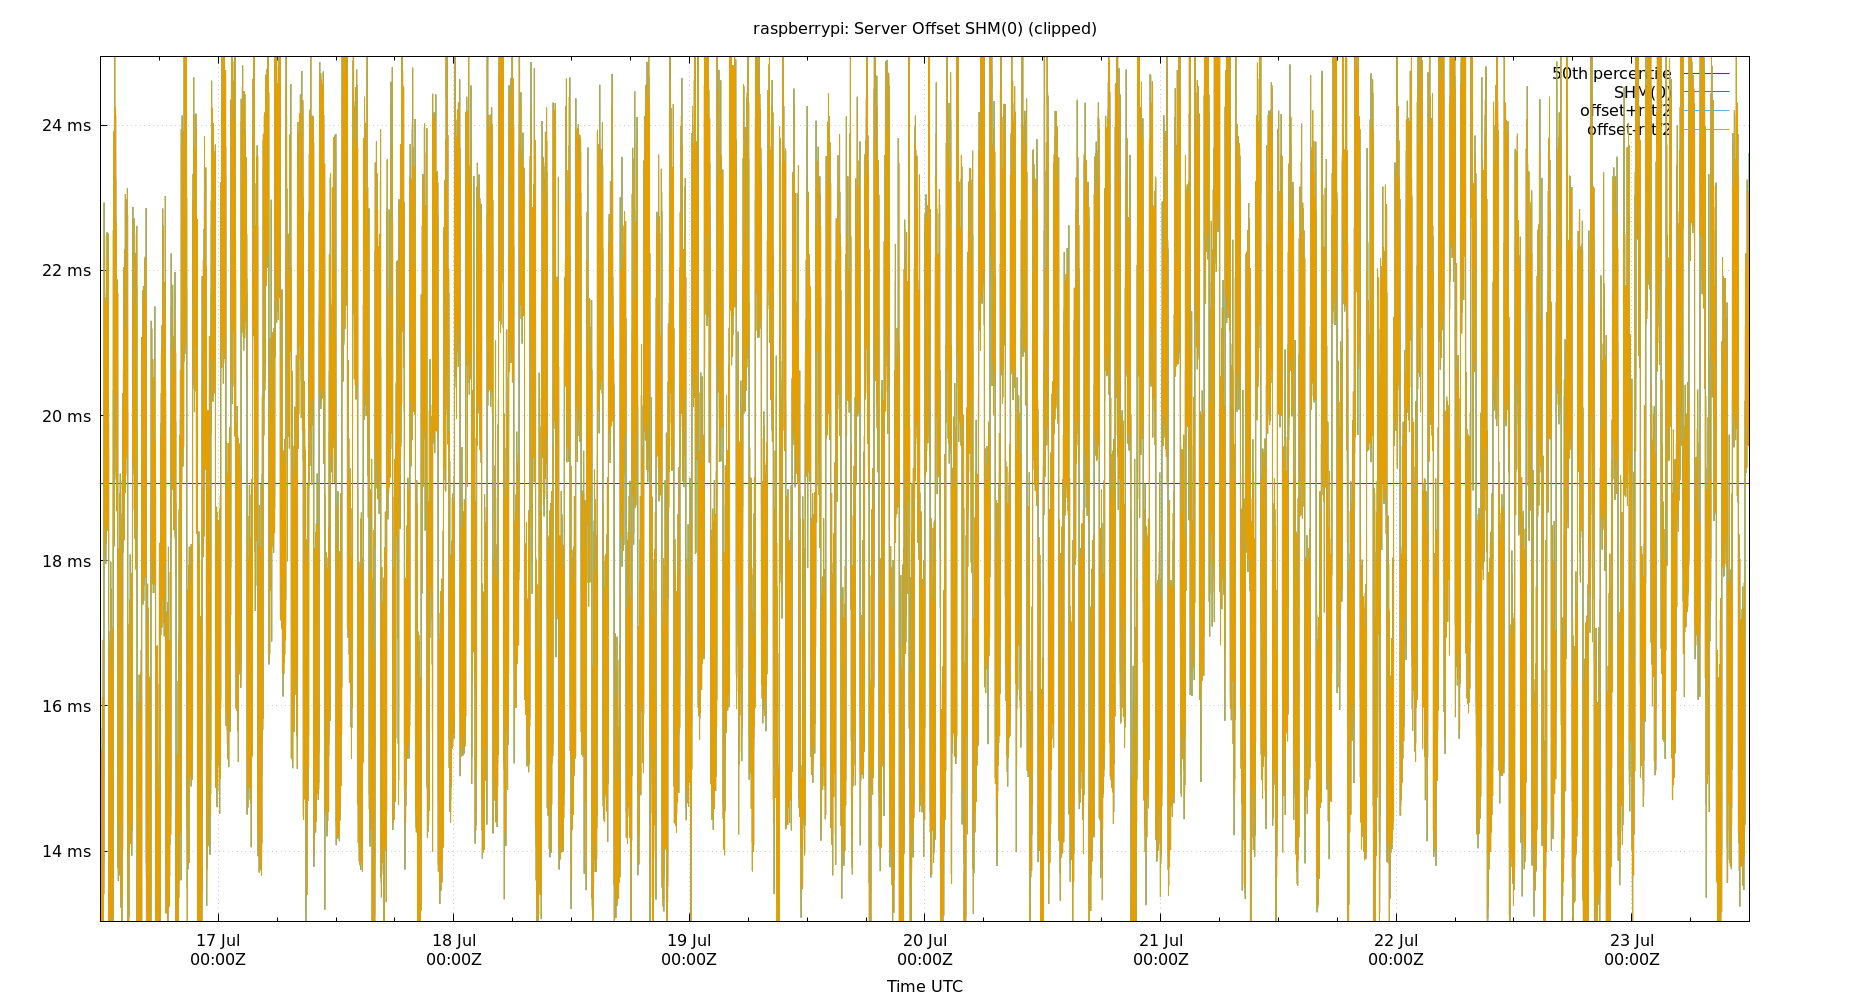 raspberrypi: Server Offset SHM(0) (clipped)
50th percentile
SHM(0)
offset+rtt/2
offset-rtt/2
24 ms
22 ms
20 ms
18 ms
16 ms
14 ms
17 Jul 18 Jul 19 Jul 20 Jul 21 Jul 22 Jul 23 Jul
00:00Z 00:00Z 00:00Z 00:00Z 00:00Z 00:00Z 00:00Z
Time UTC